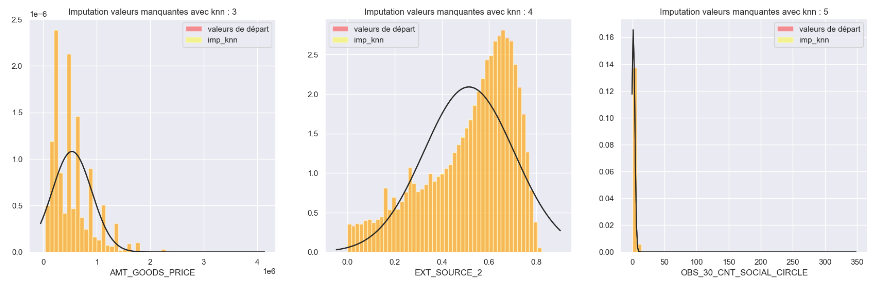 Imputation valeurs manquantes avec knn : 3
1e−6
valeurs de départ
imp_knn
2.5
2.0
1.5
1.0
0.5
0.0
0
1
2
3
4
1e6
AMT_GOODS_PRICE
Imputation valeurs manquantes avec knn : 4
valeurs de départ
imp_knn
2.5
2.0
1.5
1.0
0.5
0.0
0.0
0.2
0.4
0.6
0.8
EXT_SOURCE_2
Imputation valeurs manquantes avec knn : 5
valeurs de départ
imp_knn
0.16
0.14
0.12
0.10
0.08
0.06
0.04
0.02
0.00
0
50
100
150
200
250
300
350
OBS_30_CNT_SOCIAL_CIRCLE